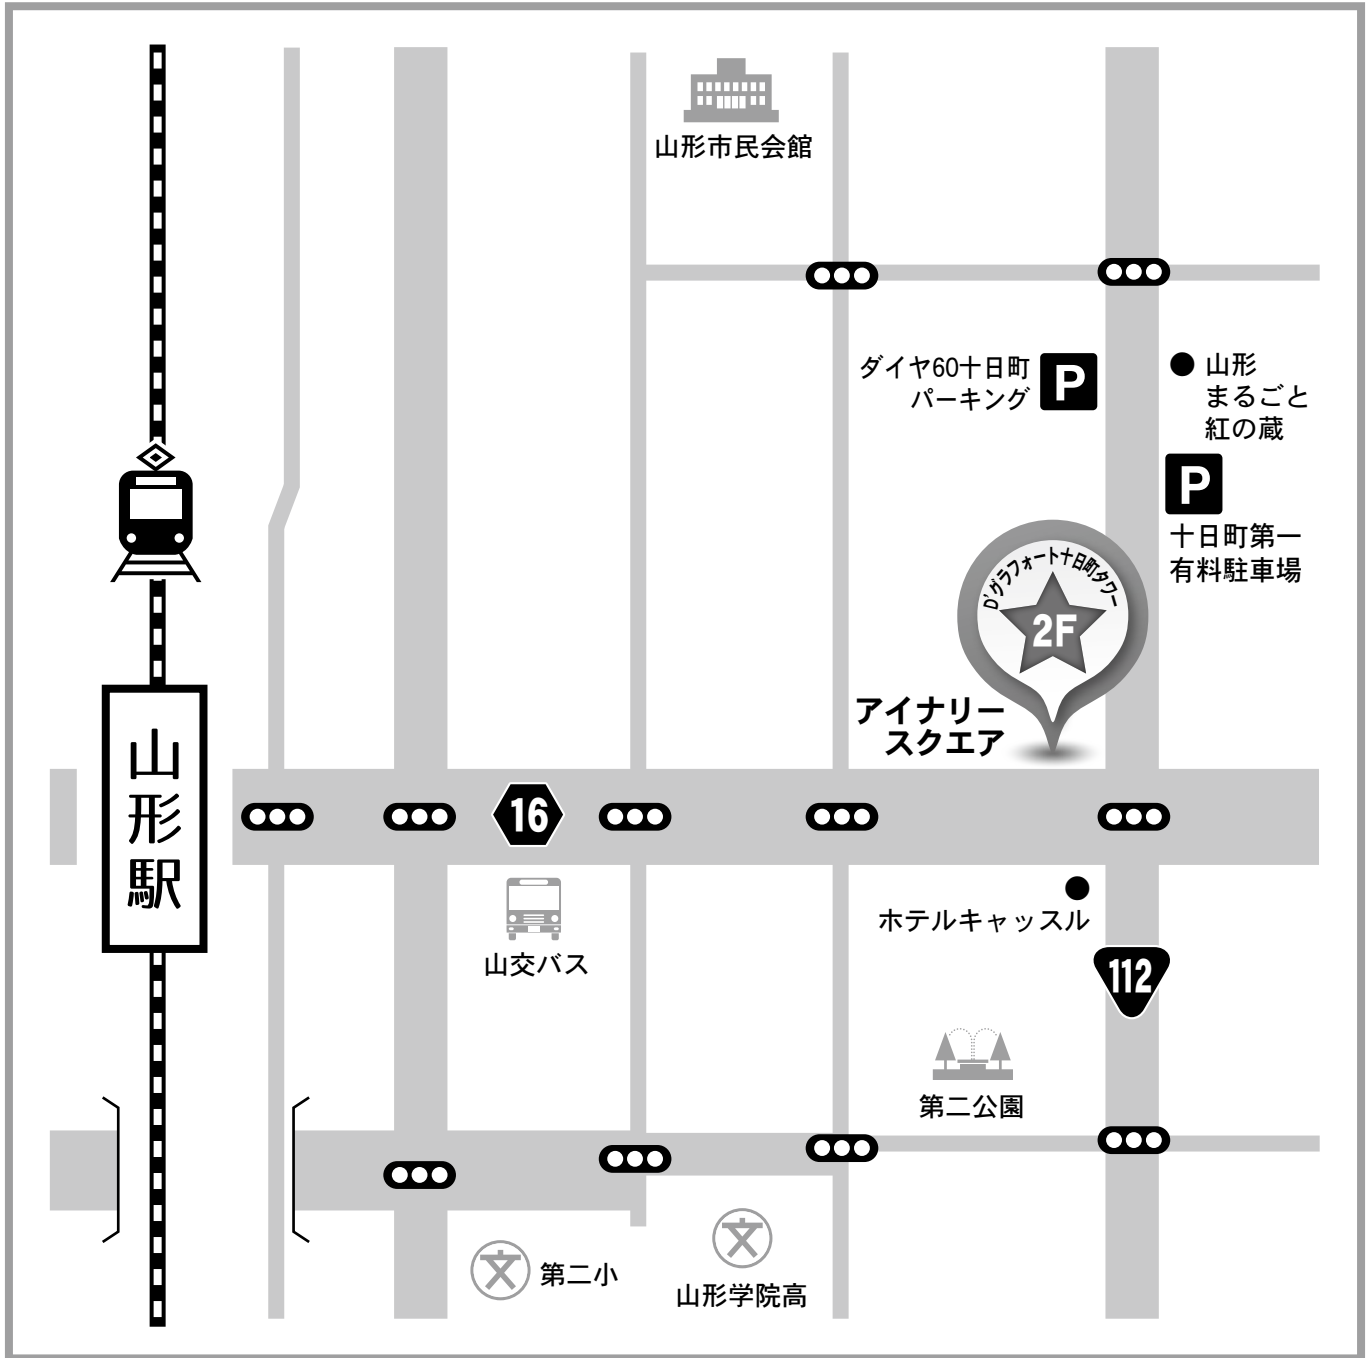 山形市民会館
ダイヤ60十日町
パーキング
P
山形
まるごと
紅の蔵
P
十日町第一
有料駐車場
D'グラフォート十日町タワー
2F
アイナリー
スクエア
山形駅
16
山交バス
ホテルキャッスル
112
第二公園
文
第二小
文
山形学院高